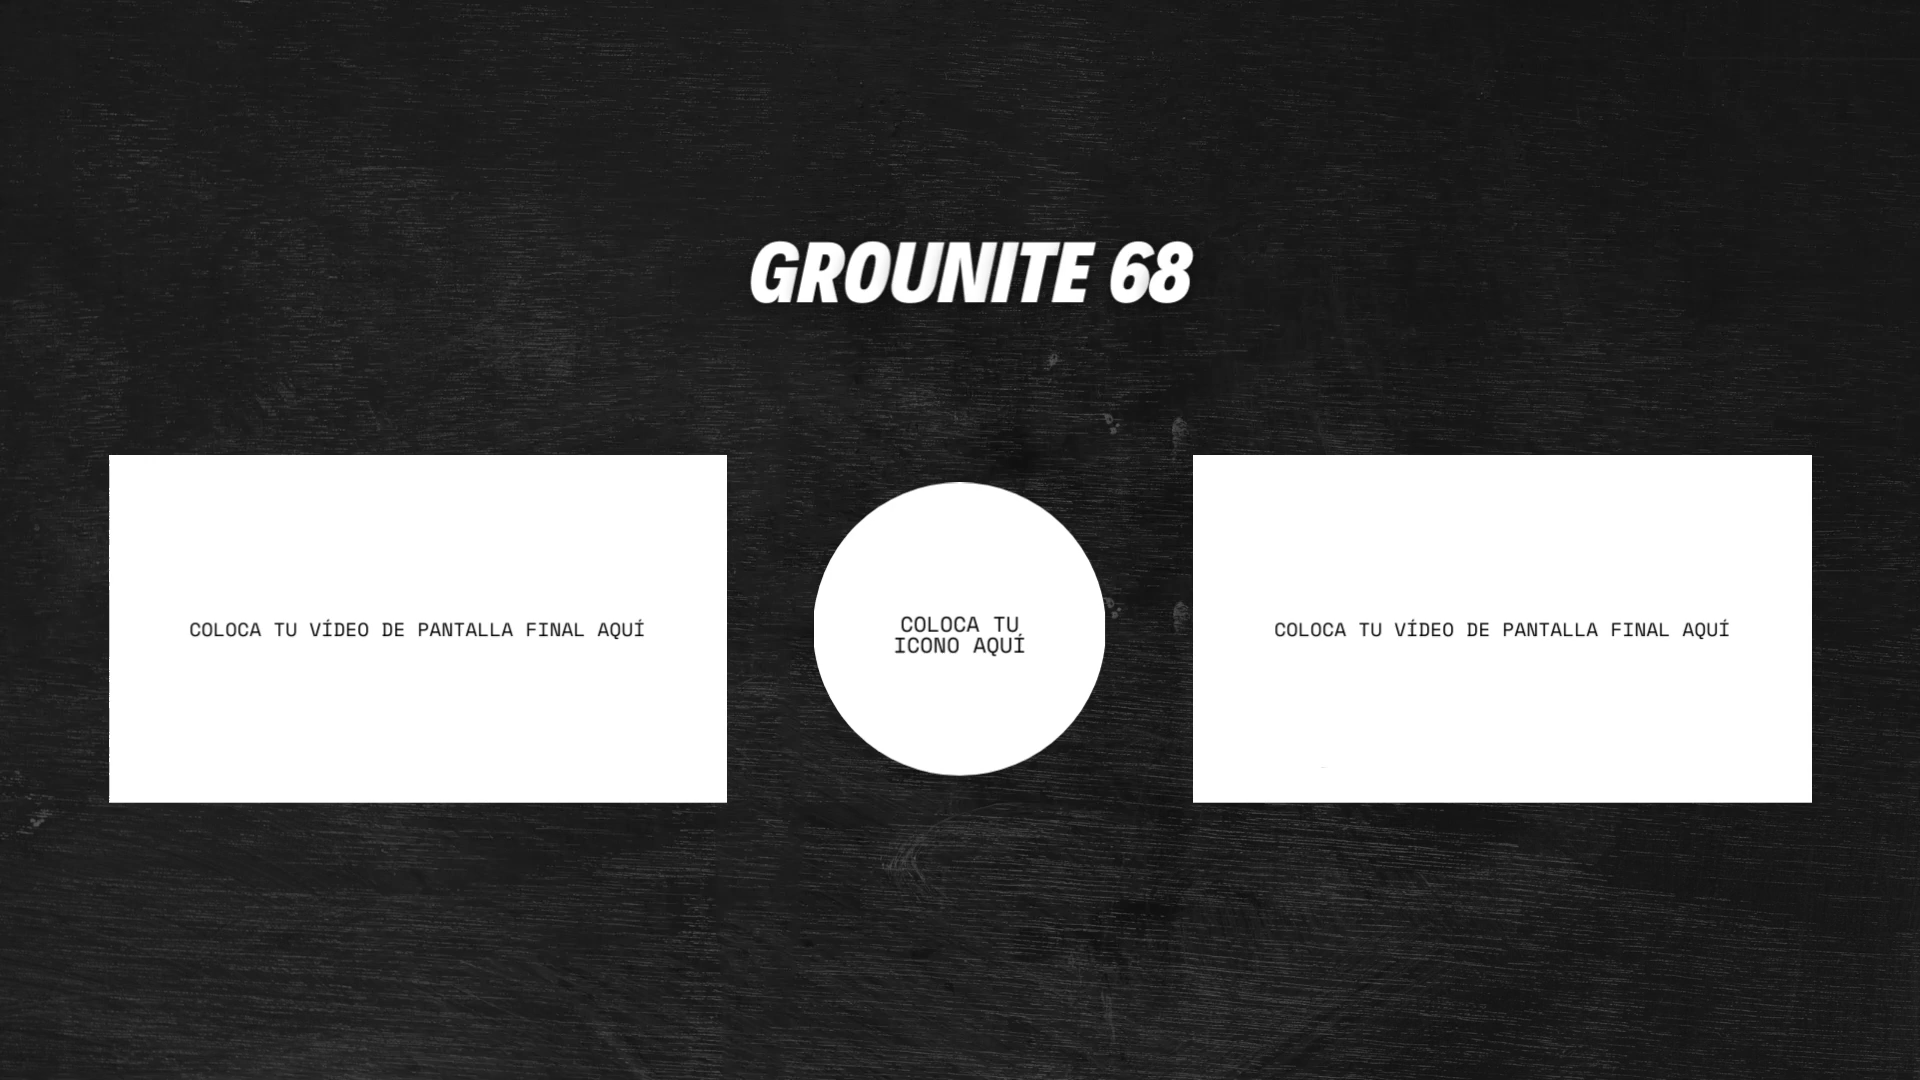 GROUNITE 68
COLOCA TU VÍDEO DE PANTALLA FINAL AQUÍ
COLOCA TU
ICONO AQUÍ
COLOCA TU VÍDEO DE PANTALLA FINAL AQUÍ